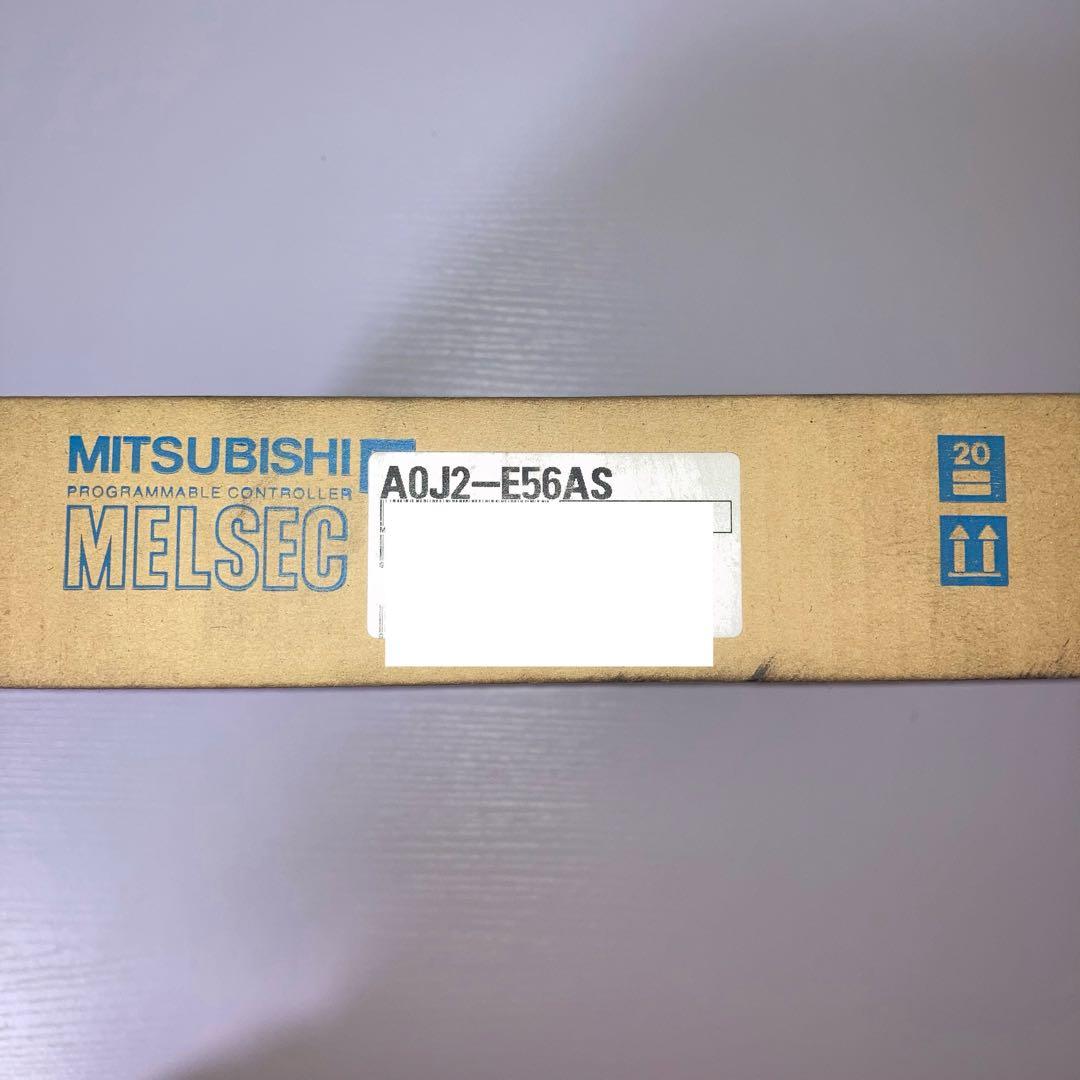 MITSUBISHI
PROGRAMMABLE CONTROLLER
MELSEC
A0J2-E56AS
20